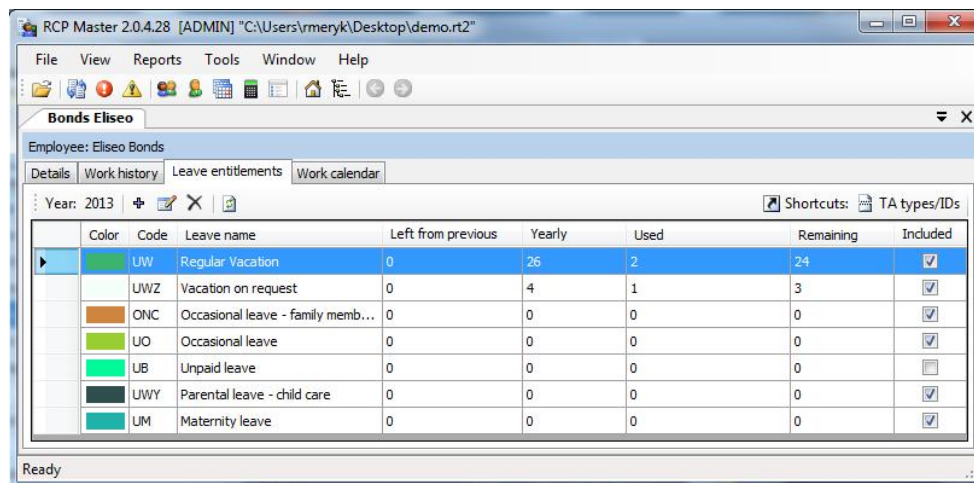 RCP Master 2.0.4.28 [ADMIN] "C:\Users\rmeryk\Desktop\demo.rt2"
File View Reports Tools Window Help
Bonds Eliseo
Employee: Eliseo Bonds
Details Work history Leave entitlements Work calendar
Year: 2013 Shortcuts: TA types/IDs
Color Code Leave name Left from previous Yearly Used Remaining Included
UW Regular Vacation 0 26 2 24
UWZ Vacation on request 0 4 1 3
ONC Occasional leave - family memb... 0 0 0 0
UO Occasional leave 0 0 0 0
UB Unpaid leave 0 0 0 0
UWY Parental leave - child care 0 0 0 0
UM Maternity leave 0 0 0 0
Ready